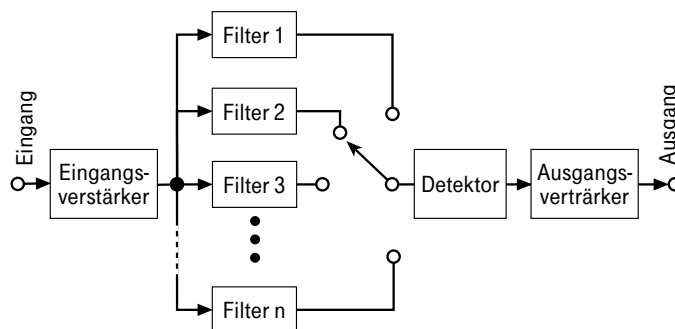 Eingang
Eingangs-
verstärker
Filter 1
Filter 2
Filter 3
Filter n
Detektor
Ausgangs-
verträrker
Ausgang